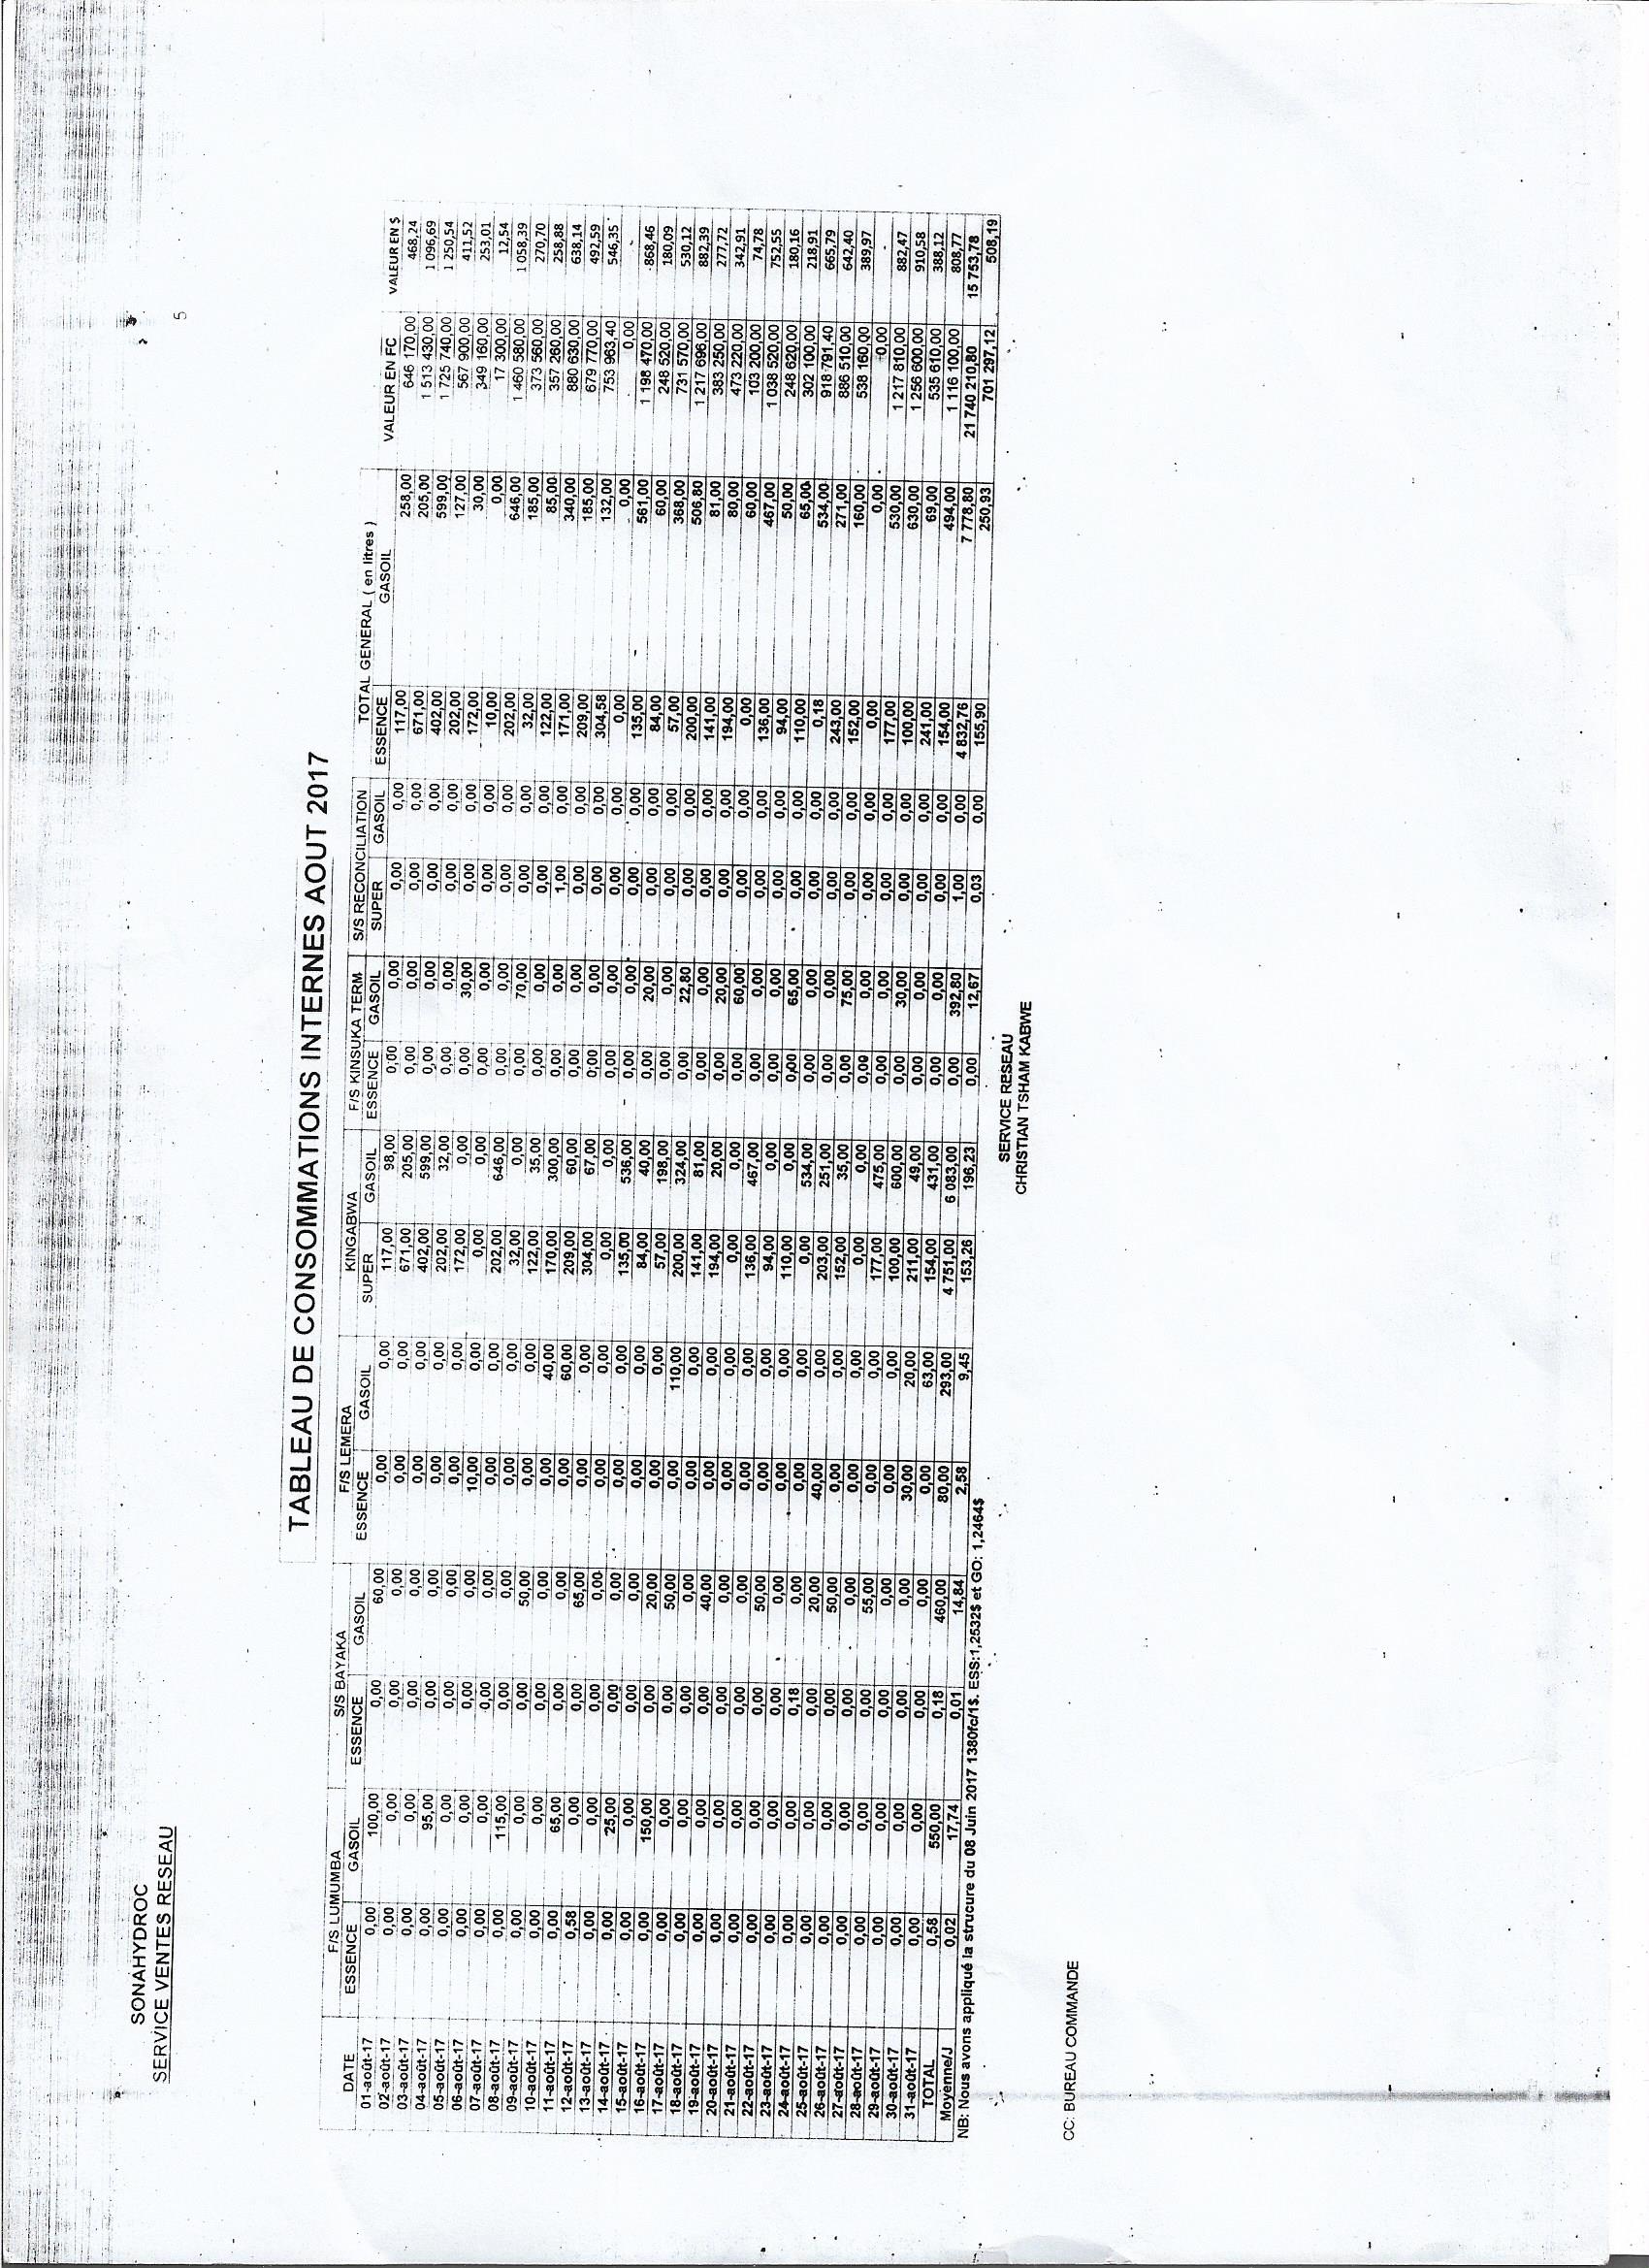 SONAHYDROC
SERVICE VENTES RESEAU
5
TABLEAU DE CONSOMMATIONS INTERNES AOUT 2017
F/S LUMUMBA S/S BAYAKA F/S LEMERA KINGABWA F/S KINSUKA TERM S/S RECONCILIATION TOTAL GENERAL ( en litres )
DATE ESSENCE GASOIL ESSENCE GASOIL ESSENCE GASOIL SUPER GASOIL ESSENCE GASOIL SUPER GASOIL ESSENCE GASOIL VALEUR EN FC VALEUR EN $
01-août-17 0,00 100,00 0,00 60,00 0,00 0,00 117,00 98,00 0,00 0,00 0,00 0,00 117,00 258,00 646 170,00 468,24
02-août-17 0,00 0,00 0,00 0,00 0,00 0,00 671,00 205,00 0,00 0,00 0,00 0,00 671,00 205,00 1 513 430,00 1 096,69
03-août-17 0,00 0,00 0,00 0,00 0,00 0,00 402,00 599,00 0,00 0,00 0,00 0,00 402,00 599,00 1 725 740,00 1 250,54
04-août-17 0,00 95,00 0,00 0,00 0,00 0,00 202,00 32,00 0,00 0,00 0,00 0,00 202,00 127,00 567 900,00 411,52
05-août-17 0,00 0,00 0,00 0,00 0,00 0,00 172,00 0,00 0,00 30,00 0,00 0,00 172,00 30,00 349 160,00 253,01
06-août-17 0,00 0,00 0,00 0,00 10,00 0,00 0,00 0,00 0,00 0,00 0,00 0,00 10,00 0,00 17 300,00 12,54
07-août-17 0,00 0,00 0,00 0,00 0,00 0,00 202,00 646,00 0,00 0,00 0,00 0,00 202,00 646,00 1 460 580,00 1 058,39
08-août-17 0,00 115,00 0,00 0,00 0,00 0,00 32,00 0,00 0,00 70,00 0,00 0,00 32,00 185,00 373 560,00 270,70
09-août-17 0,00 0,00 0,00 50,00 0,00 0,00 122,00 35,00 0,00 0,00 0,00 0,00 122,00 85,00 357 260,00 258,88
10-août-17 0,00 0,00 0,00 0,00 0,00 40,00 170,00 300,00 0,00 0,00 1,00 0,00 171,00 340,00 880 630,00 638,14
11-août-17 0,00 65,00 0,00 0,00 0,00 60,00 209,00 60,00 0,00 0,00 0,00 0,00 209,00 185,00 679 770,00 492,59
12-août-17 0,58 0,00 0,00 65,00 0,00 0,00 304,00 67,00 0,00 0,00 0,00 0,00 304,58 132,00 753 963,40 546,35
13-août-17 0,00 0,00 0,00 0,00 0,00 0,00 0,00 0,00 0,00 0,00 0,00 0,00 0,00 0,00 0,00 -
14-août-17 0,00 25,00 0,00 0,00 0,00 0,00 135,00 536,00 0,00 0,00 0,00 0,00 135,00 561,00 1 198 470,00 868,46
15-août-17 0,00 0,00 0,00 0,00 0,00 0,00 84,00 40,00 0,00 20,00 0,00 0,00 84,00 60,00 248 520,00 180,09
16-août-17 0,00 150,00 0,00 20,00 0,00 0,00 57,00 198,00 0,00 0,00 0,00 0,00 57,00 368,00 731 570,00 530,12
17-août-17 0,00 0,00 0,00 50,00 0,00 110,00 200,00 324,00 0,00 22,80 0,00 0,00 200,00 506,80 1 217 696,00 882,39
18-août-17 0,00 0,00 0,00 0,00 0,00 0,00 141,00 81,00 0,00 0,00 0,00 0,00 141,00 81,00 383 250,00 277,72
19-août-17 0,00 0,00 0,00 40,00 0,00 0,00 194,00 20,00 0,00 20,00 0,00 0,00 194,00 80,00 473 220,00 342,91
20-août-17 0,00 0,00 0,00 0,00 0,00 0,00 0,00 0,00 0,00 60,00 0,00 0,00 0,00 60,00 103 200,00 74,78
21-août-17 0,00 0,00 0,00 0,00 0,00 0,00 136,00 467,00 0,00 0,00 0,00 0,00 136,00 467,00 1 038 520,00 752,55
22-août-17 0,00 0,00 0,00 50,00 0,00 0,00 94,00 0,00 0,00 0,00 0,00 0,00 94,00 50,00 248 620,00 180,16
23-août-17 0,00 0,00 0,00 0,00 0,00 0,00 110,00 0,00 0,00 65,00 0,00 0,00 110,00 65,00 302 100,00 218,91
24-août-17 0,00 0,00 0,18 0,00 0,00 0,00 0,00 534,00 0,00 0,00 0,00 0,00 0,18 534,00 918 791,40 665,79
25-août-17 0,00 0,00 0,00 20,00 40,00 0,00 203,00 251,00 0,00 0,00 0,00 0,00 243,00 271,00 886 510,00 642,40
26-août-17 0,00 0,00 0,00 50,00 0,00 0,00 152,00 35,00 0,00 75,00 0,00 0,00 152,00 160,00 538 160,00 389,97
27-août-17 0,00 0,00 0,00 0,00 0,00 0,00 0,00 0,00 0,00 0,00 0,00 0,00 0,00 0,00 0,00 -
28-août-17 0,00 0,00 0,00 55,00 0,00 0,00 177,00 475,00 0,00 0,00 0,00 0,00 177,00 530,00 1 217 810,00 882,47
29-août-17 0,00 0,00 0,00 0,00 0,00 0,00 100,00 600,00 0,00 30,00 0,00 0,00 100,00 630,00 1 256 600,00 910,58
30-août-17 0,00 0,00 0,00 0,00 30,00 20,00 211,00 49,00 0,00 0,00 0,00 0,00 241,00 69,00 535 610,00 388,12
31-août-17 0,00 0,00 0,00 0,00 0,00 63,00 154,00 431,00 0,00 0,00 0,00 0,00 154,00 494,00 1 116 100,00 808,77
TOTAL 0,58 550,00 0,18 460,00 80,00 293,00 4 751,00 6 083,00 0,00 392,80 1,00 0,00 4 832,76 7 778,80 21 740 210,80 15 753,78
Moyenne/J 0,02 17,74 0,01 14,84 2,58 9,45 153,26 196,23 0,00 12,67 0,03 0,00 155,90 250,93 701 297,12 508,19
NB: Nous avons appliqué la strucure du 08 Juin 2017 1380fc/1$. ESS:1,2532$ et GO: 1,2464$
SERVICE RESEAU
CHRISTIAN TSHAM KABWE
CC: BUREAU COMMANDE